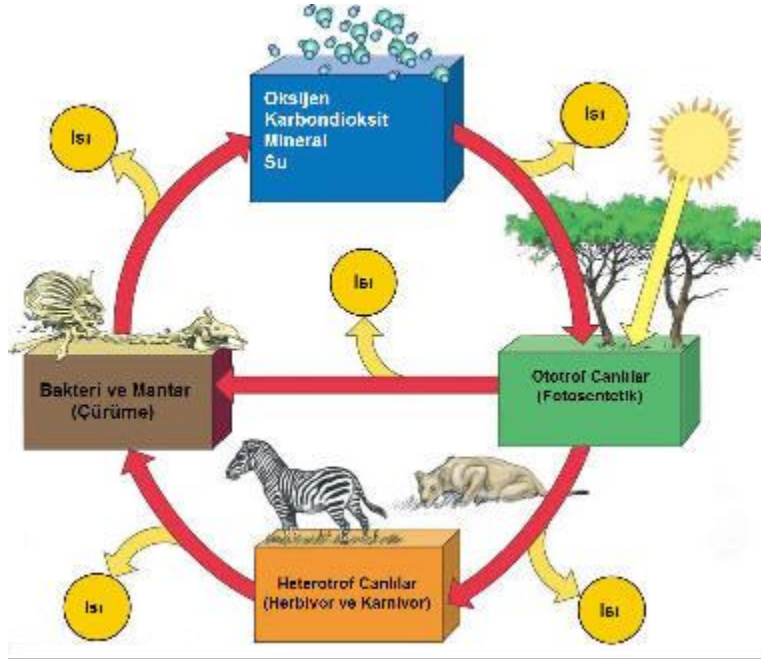 Oksijen
Karbondioksit
Mineral
Su
Isı
Isı
Isı
Ototrof Canlılar
(Fotosentetik)
Bakteri ve Mantar
(Çürüme)
Heterotrof Canlılar
(Herbivor ve Karnivor)
Isı
Isı